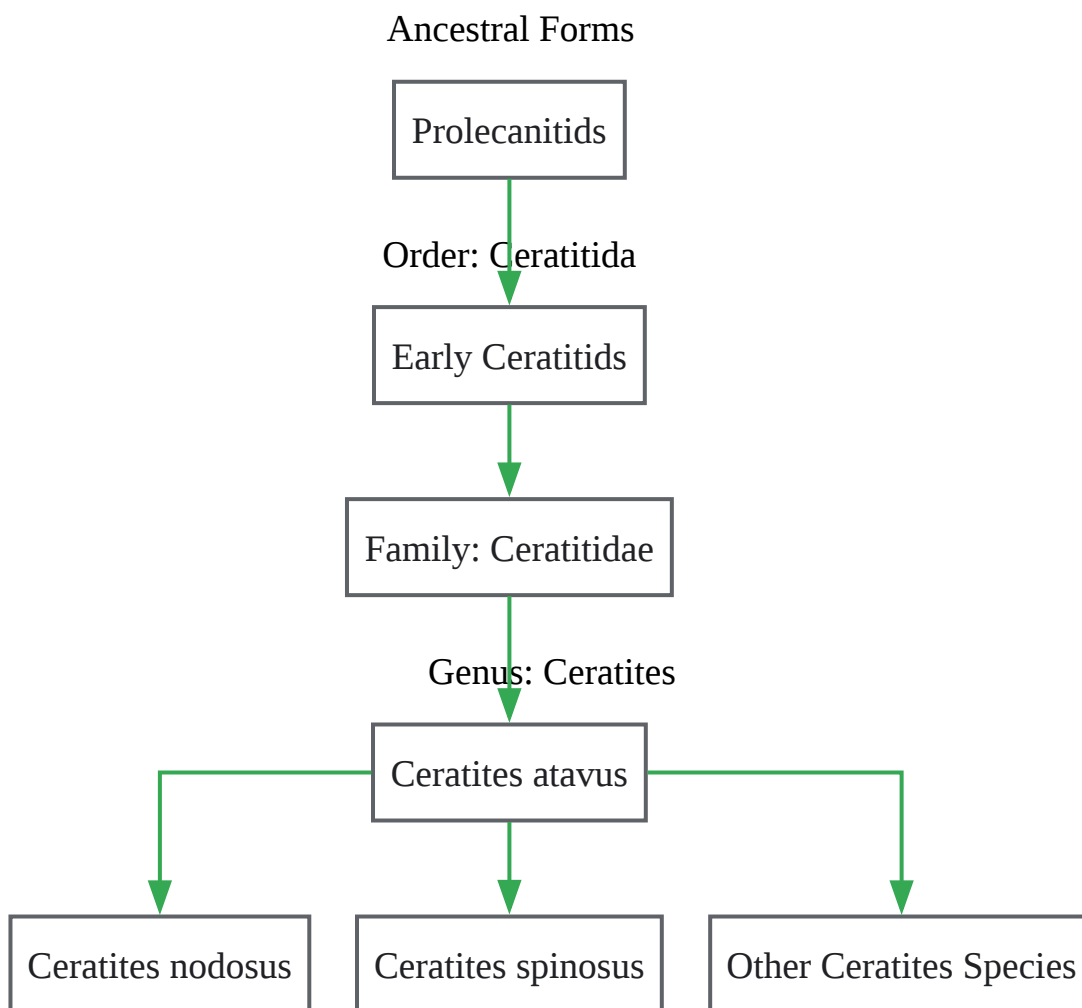 Ancestral Forms
Prolecanitids
Order: Ceratitida
Early Ceratitids
Family: Ceratitidae
Genus: Ceratites
Ceratites atavus
Ceratites nodosus
Ceratites spinosus
Other Ceratites Species